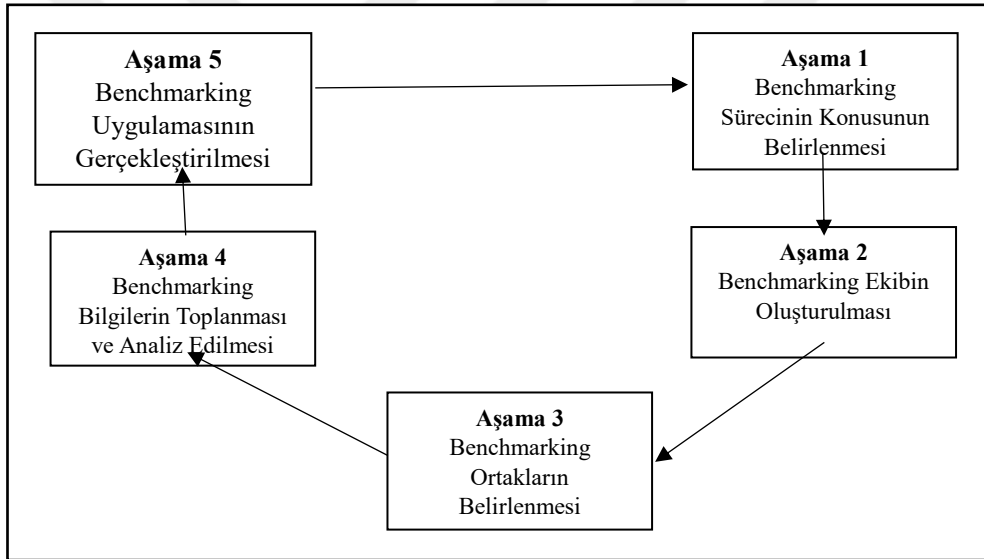 Aşama 5
Benchmarking
Uygulamasının
Gerçekleştirilmesi
Aşama 1
Benchmarking
Sürecinin Konusunun
Belirlenmesi
Aşama 4
Benchmarking
Bilgilerin Toplanması
ve Analiz Edilmesi
Aşama 2
Benchmarking Ekibin
Oluşturulması
Aşama 3
Benchmarking
Ortakların
Belirlenmesi